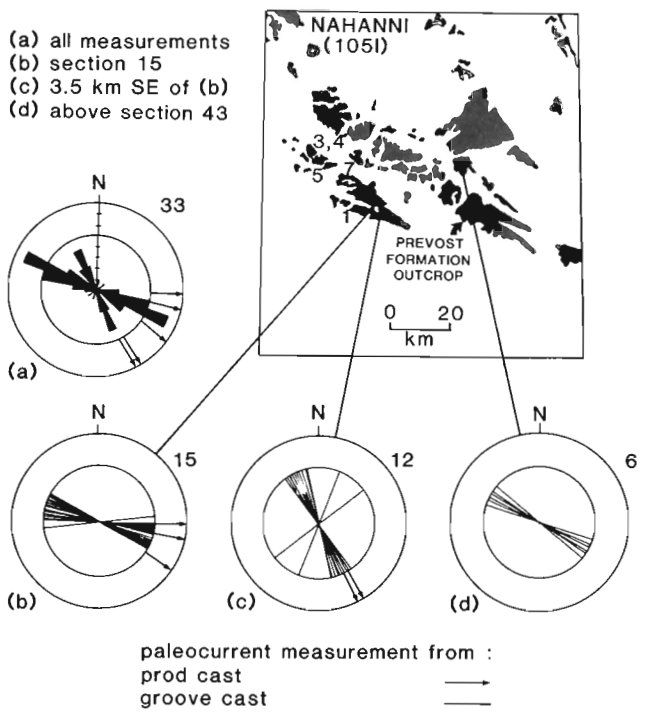 (a) all measurements
(b) section 15
(c) 3.5 km SE of (b)
(d) above section 43
NAHANNI
(105I)
3,4
5
7
1
PREVOST
FORMATION
OUTCROP
0 20
km
N
33
(a)
N
15
(b)
N
12
(c)
N
6
(d)
paleocurrent measurement from :
prod cast
groove cast